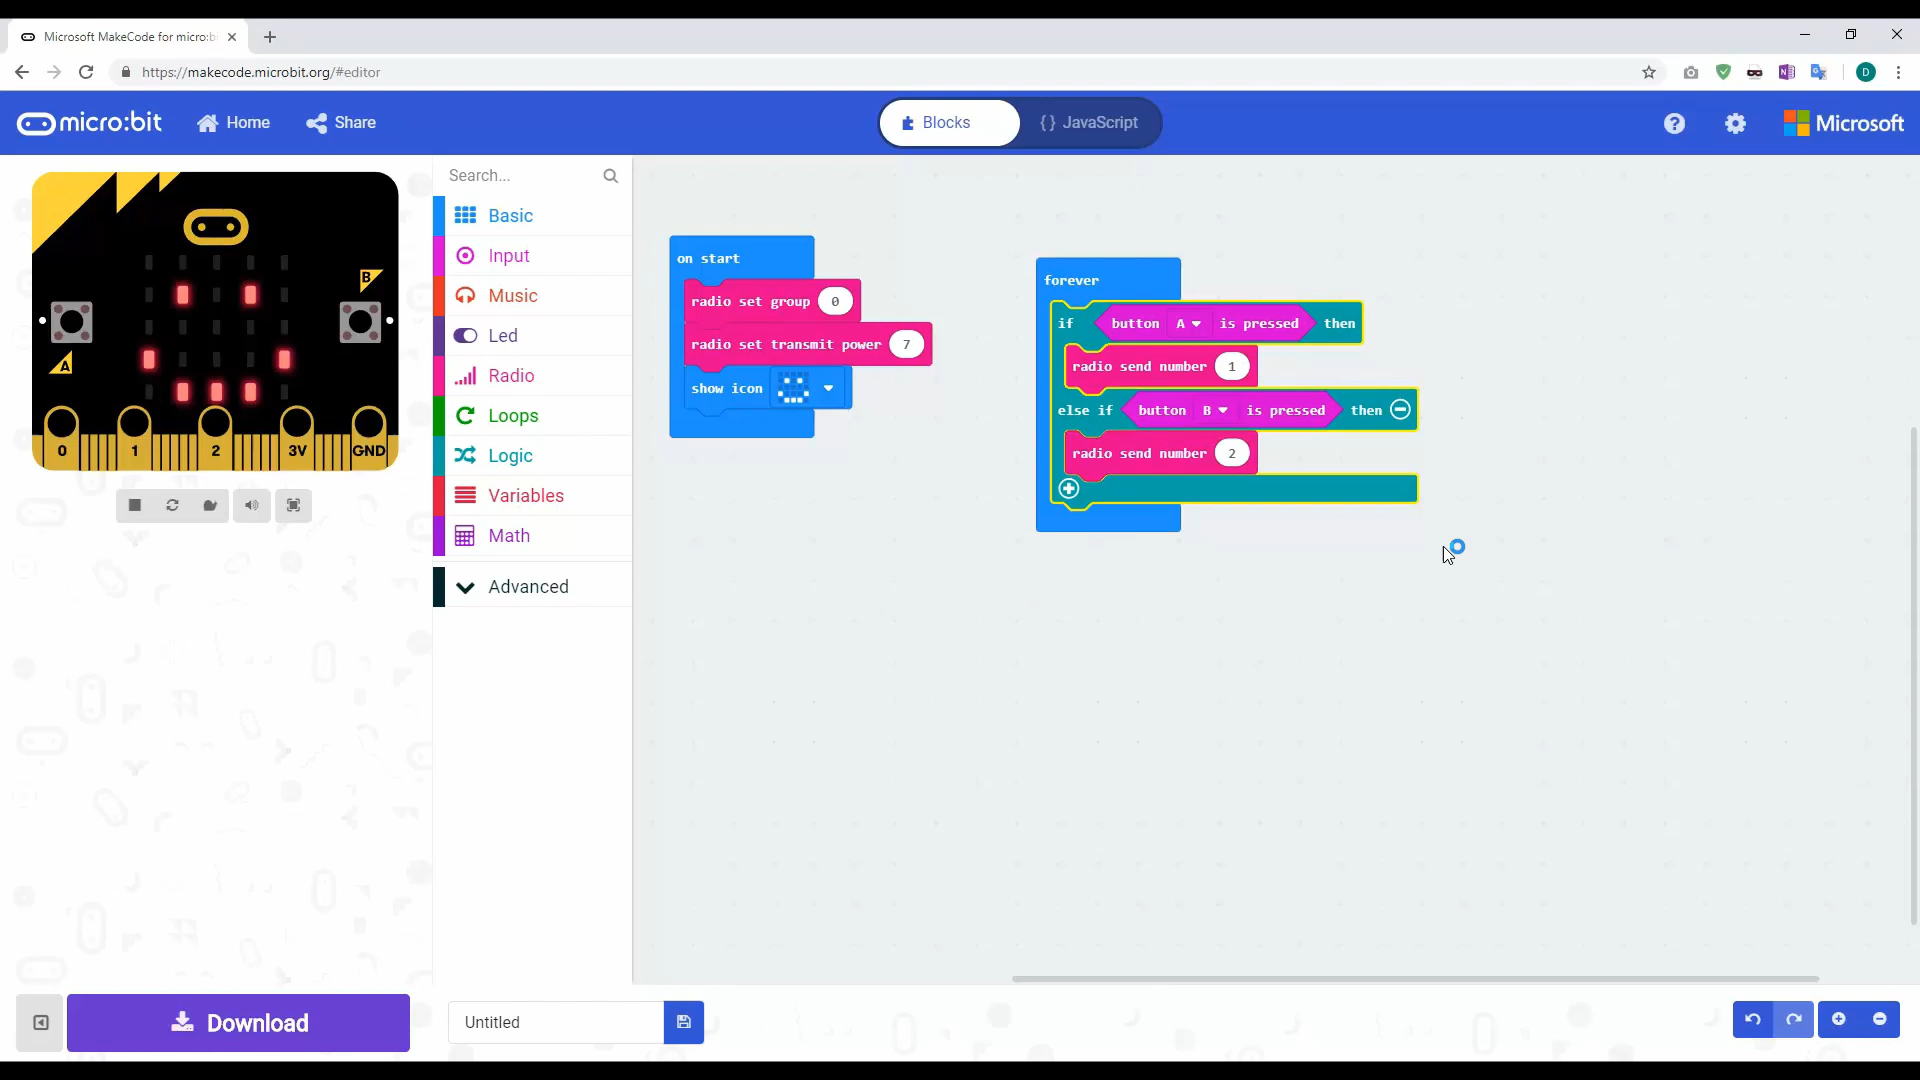 Microsoft MakeCode for micro:b
https://makecode.microbit.org/#editor
D
micro:bit
Home
Share
Blocks
{ } JavaScript
?
Microsoft
Search...
Basic
Input
Music
Led
Radio
Loops
Logic
Variables
Math
Advanced
A
B
0 1 2 3V GND
on start
radio set group 0
radio set transmit power 7
show icon
forever
if button A is pressed then
radio send number 1
else if button B is pressed then
radio send number 2
Download
Untitled